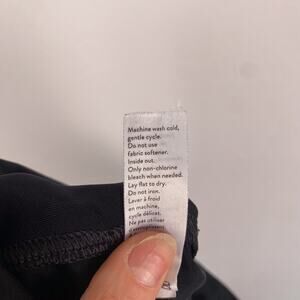 Machine wash cold,
gentle cycle.
Do not use
fabric softener.
Inside out.
Only non-chlorine
bleach when needed.
Lay flat to dry.
Do not iron.
Laver à froid
en machine,
cycle délicat.
Ne pas utiliser